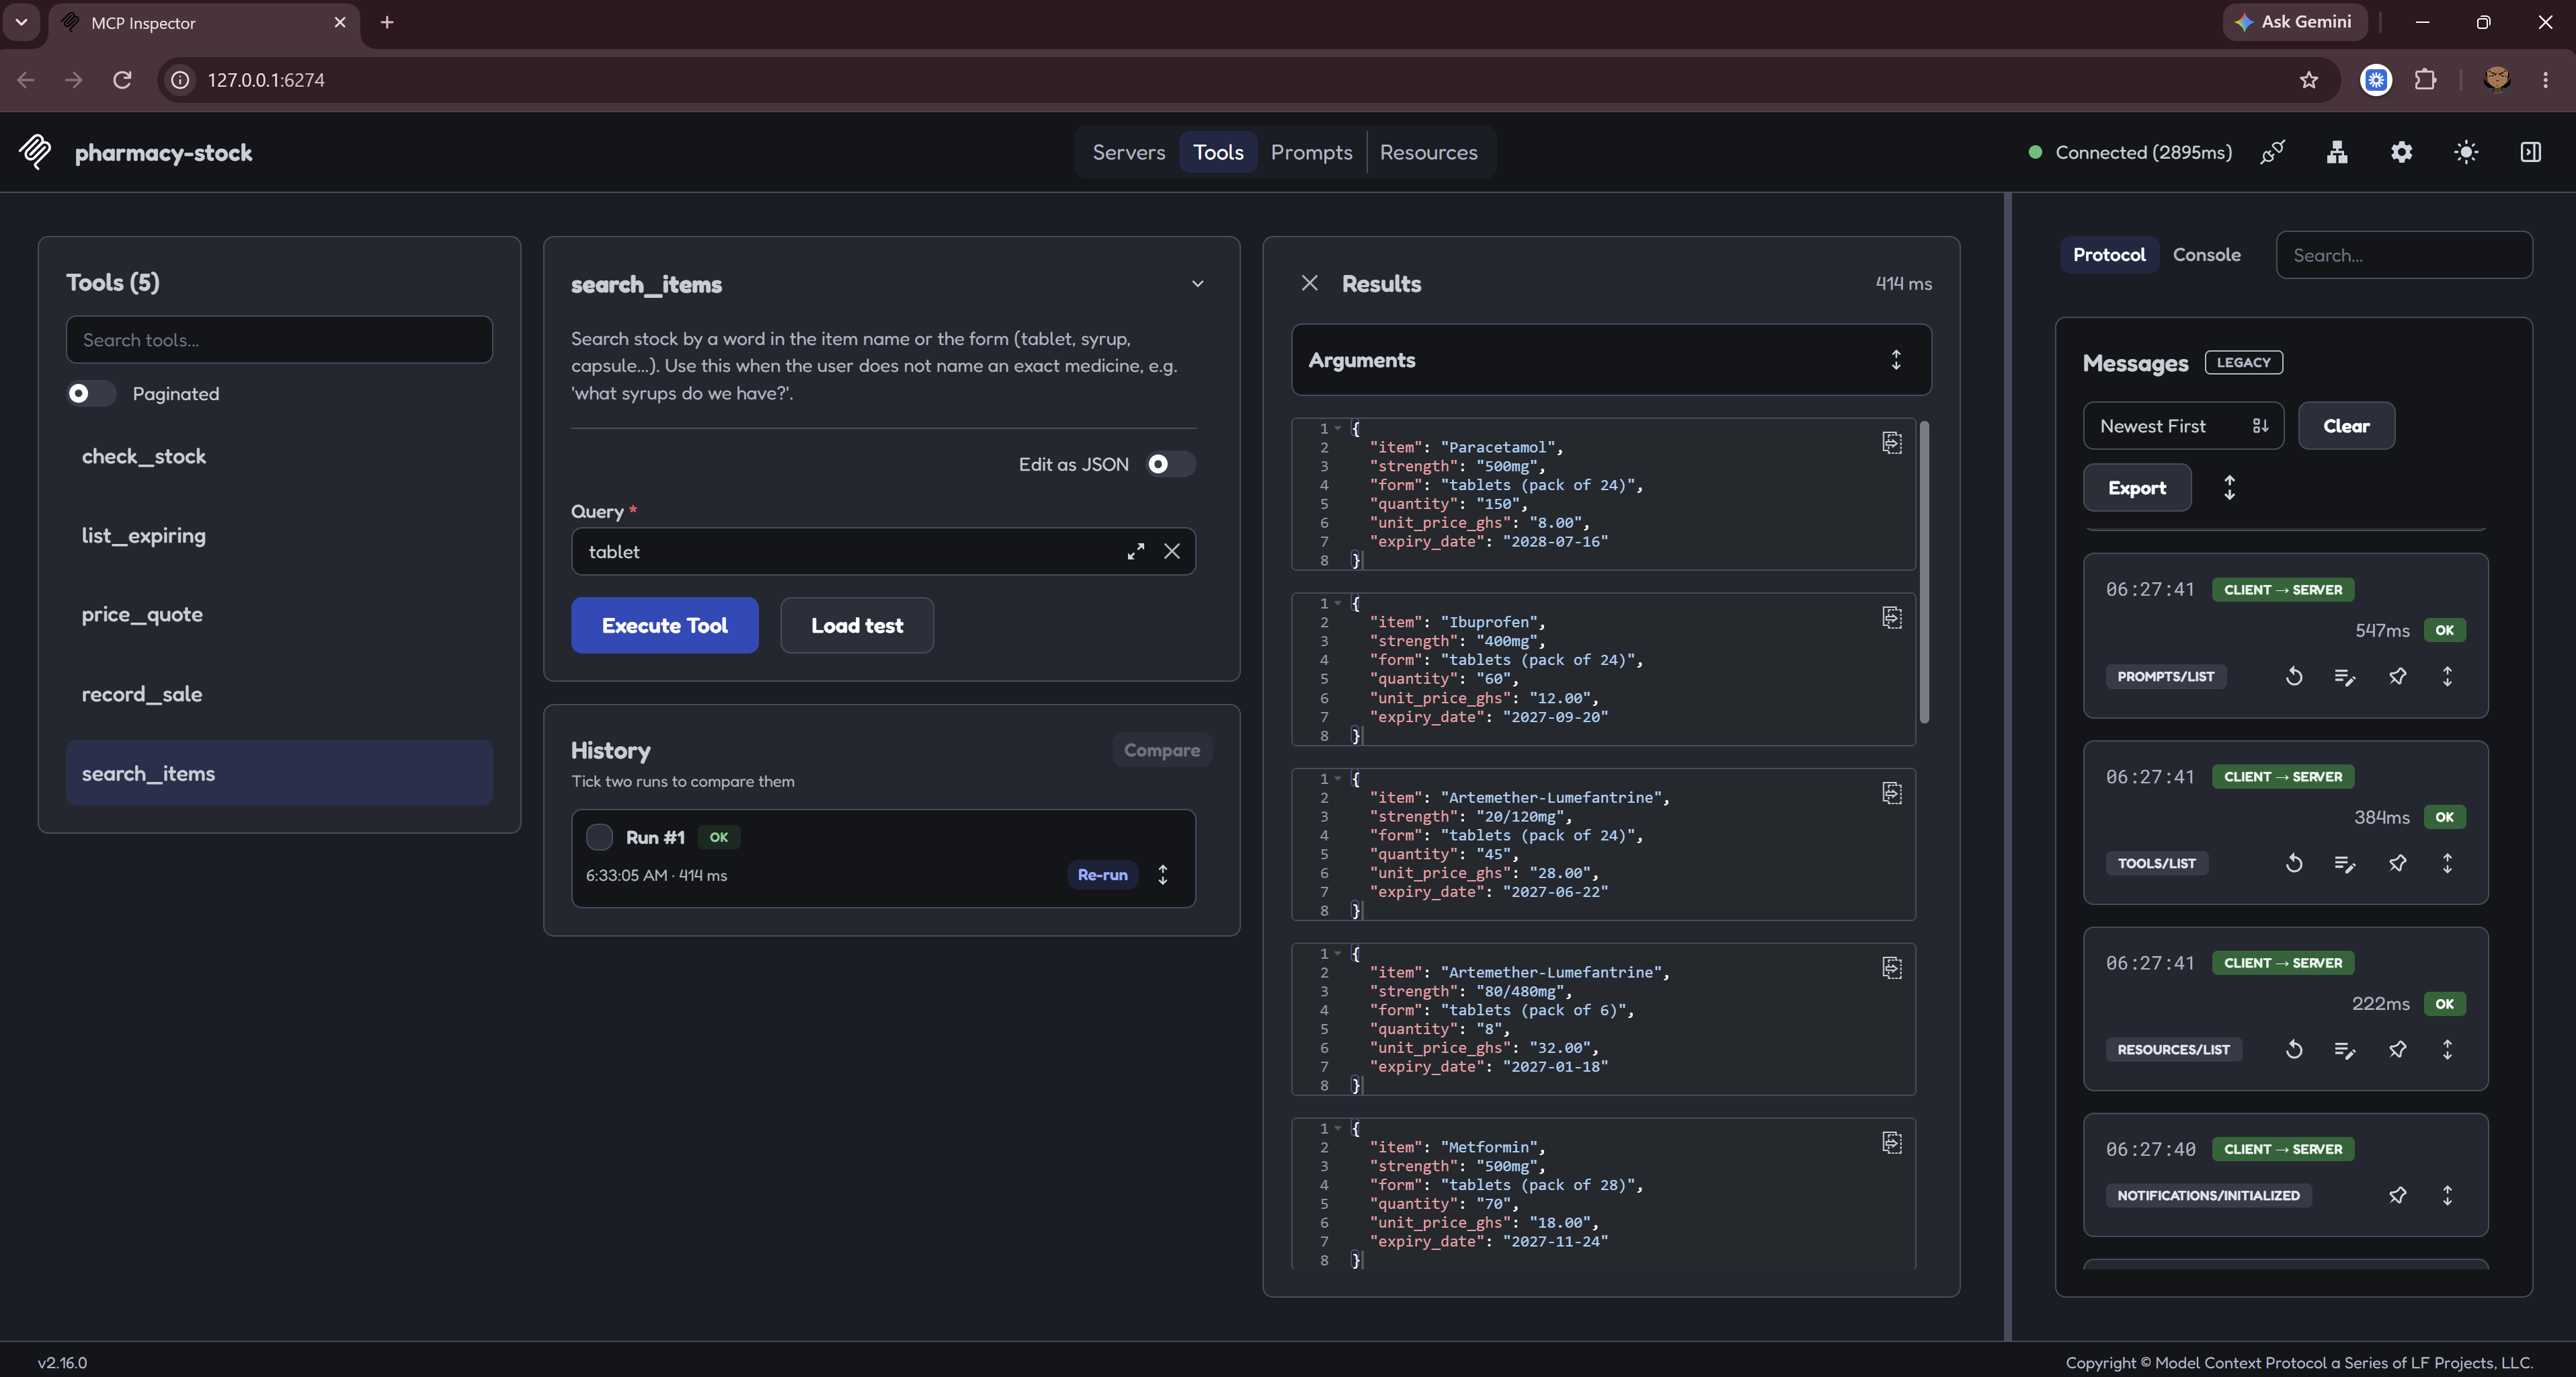 MCP Inspector
Ask Gemini
127.0.0.1:6274
pharmacy-stock
Servers Tools Prompts Resources
Connected (2895ms)
Tools (5)
Search tools...
Paginated
check_stock
list_expiring
price_quote
record_sale
search_items
search_items
Search stock by a word in the item name or the form (tablet, syrup,
capsule...). Use this when the user does not name an exact medicine, e.g.
'what syrups do we have?'.
Edit as JSON
Query *
tablet
Execute Tool Load test
History Compare
Tick two runs to compare them
Run #1 OK
6:33:05 AM · 414 ms Re-run
Results 414 ms
Arguments
1 {
2 "item": "Paracetamol",
3 "strength": "500mg",
4 "form": "tablets (pack of 24)",
5 "quantity": "150",
6 "unit_price_ghs": "8.00",
7 "expiry_date": "2028-07-16"
8 }
1 {
2 "item": "Ibuprofen",
3 "strength": "400mg",
4 "form": "tablets (pack of 24)",
5 "quantity": "60",
6 "unit_price_ghs": "12.00",
7 "expiry_date": "2027-09-20"
8 }
1 {
2 "item": "Artemether-Lumefantrine",
3 "strength": "20/120mg",
4 "form": "tablets (pack of 24)",
5 "quantity": "45",
6 "unit_price_ghs": "28.00",
7 "expiry_date": "2027-06-22"
8 }
1 {
2 "item": "Artemether-Lumefantrine",
3 "strength": "80/480mg",
4 "form": "tablets (pack of 6)",
5 "quantity": "8",
6 "unit_price_ghs": "32.00",
7 "expiry_date": "2027-01-18"
8 }
1 {
2 "item": "Metformin",
3 "strength": "500mg",
4 "form": "tablets (pack of 28)",
5 "quantity": "70",
6 "unit_price_ghs": "18.00",
7 "expiry_date": "2027-11-24"
8 }
Protocol Console Search...
Messages LEGACY
Newest First Clear
Export
06:27:41 CLIENT → SERVER
547ms OK
PROMPTS/LIST
06:27:41 CLIENT → SERVER
384ms OK
TOOLS/LIST
06:27:41 CLIENT → SERVER
222ms OK
RESOURCES/LIST
06:27:40 CLIENT → SERVER
NOTIFICATIONS/INITIALIZED
v2.16.0
Copyright © Model Context Protocol a Series of LF Projects, LLC.